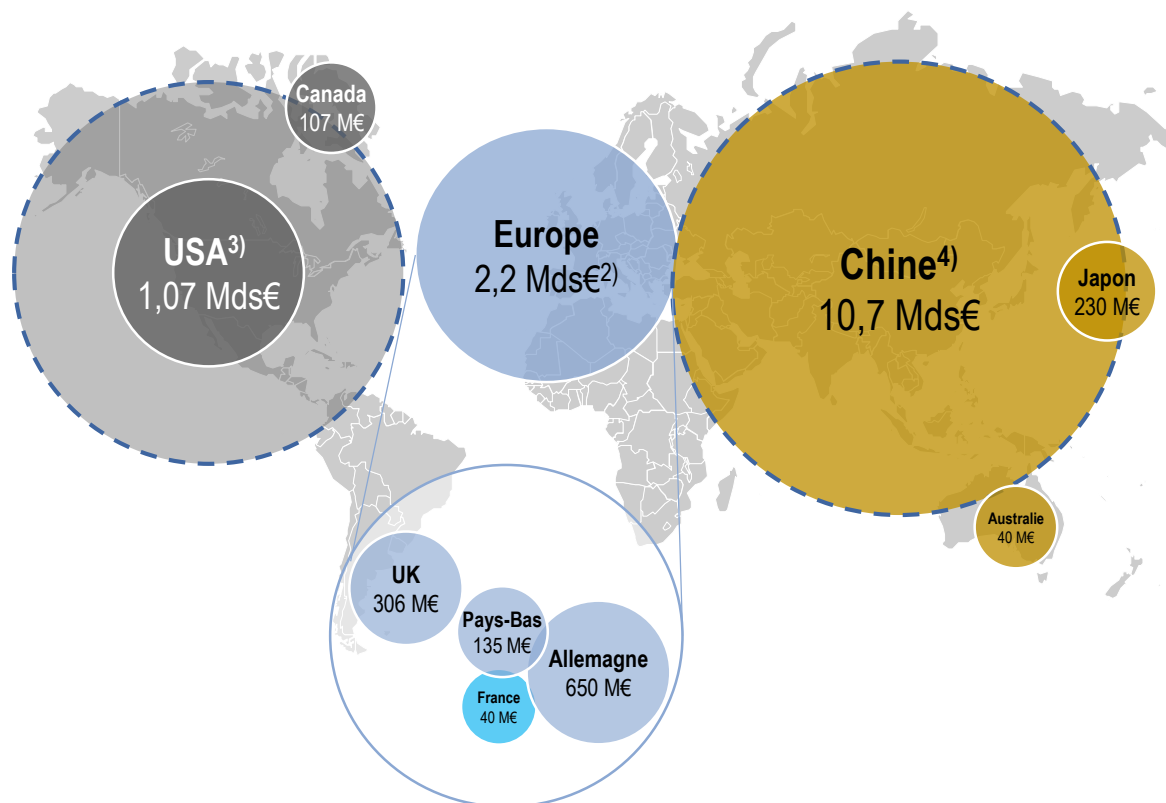 Canada
107 M€
USA3)
1,07 Mds€
Europe
2,2 Mds€2)
Chine4)
10,7 Mds€
Japon
230 M€
Australie
40 M€
UK
306 M€
Pays-Bas
135 M€
Allemagne
650 M€
France
40 M€